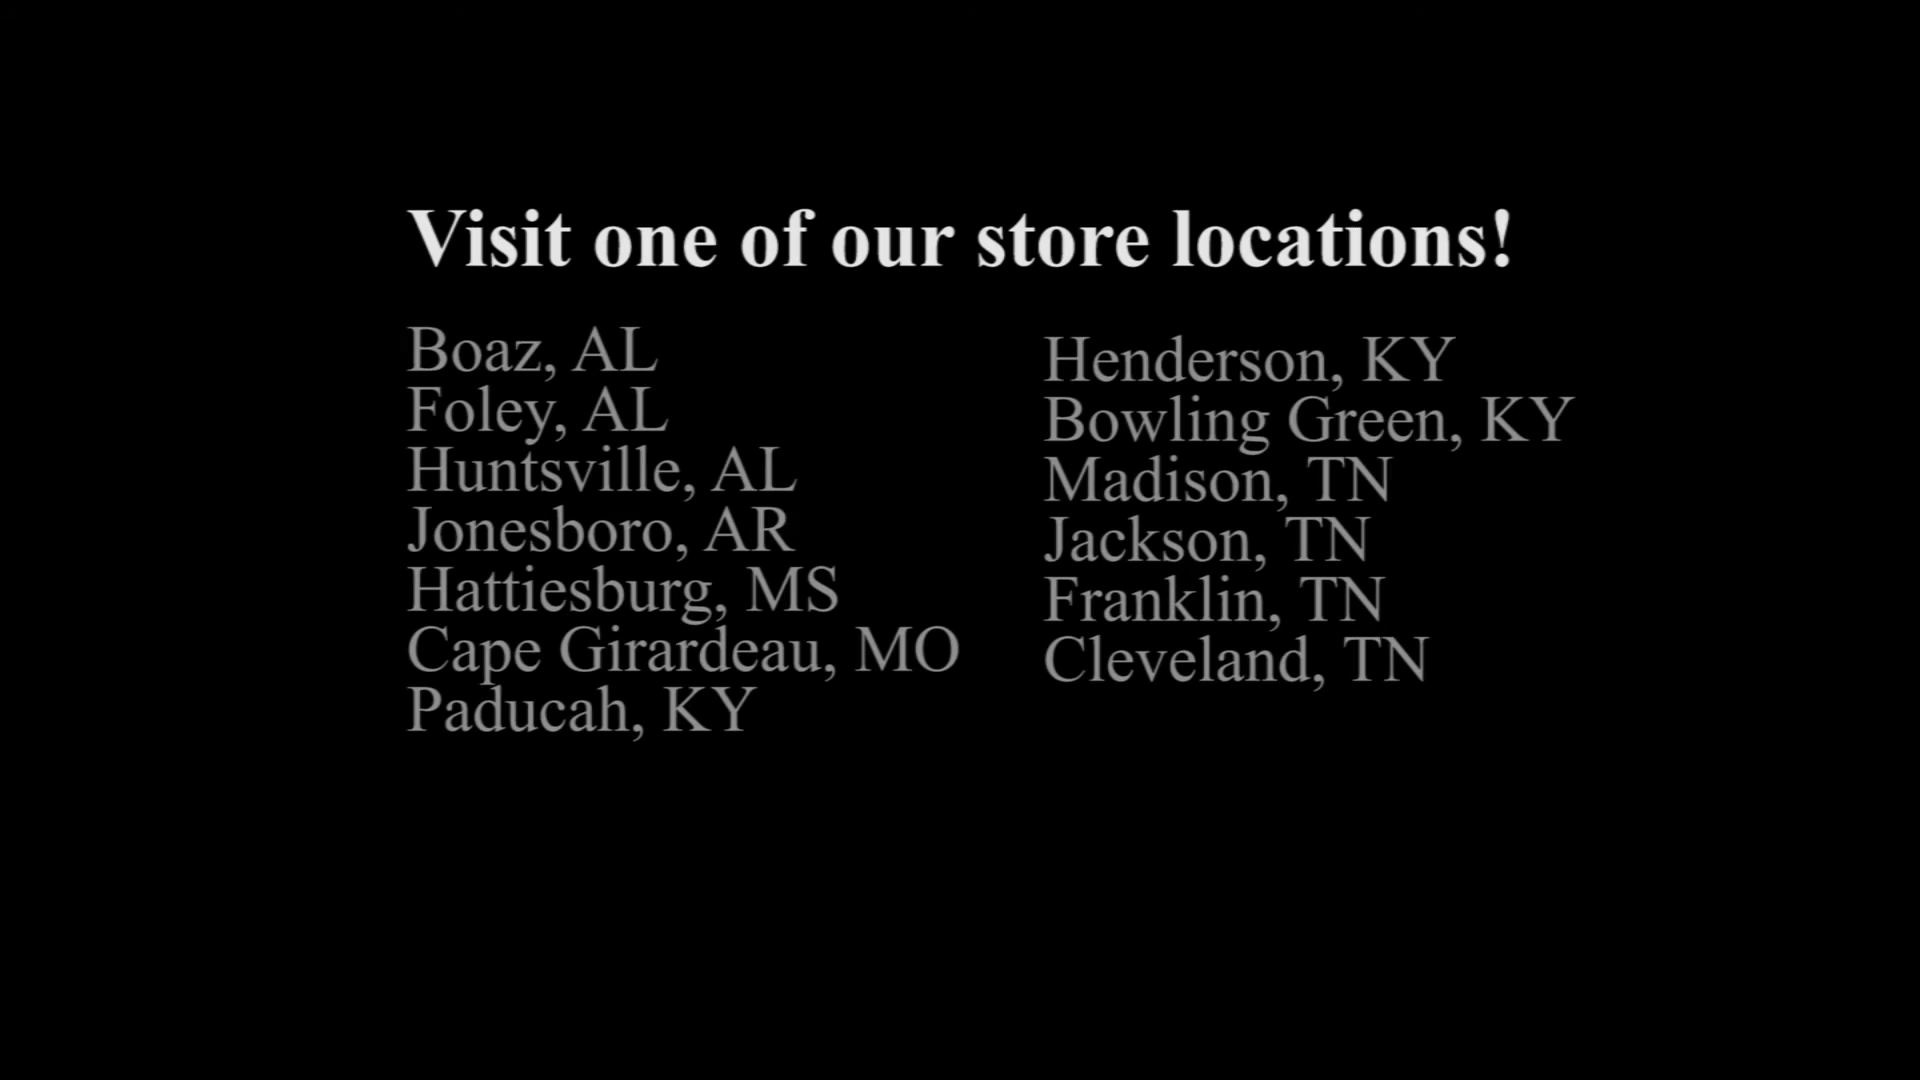 Visit one of our store locations!
Boaz, AL
Foley, AL
Huntsville, AL
Jonesboro, AR
Hattiesburg, MS
Cape Girardeau, MO
Paducah, KY
Henderson, KY
Bowling Green, KY
Madison, TN
Jackson, TN
Franklin, TN
Cleveland, TN